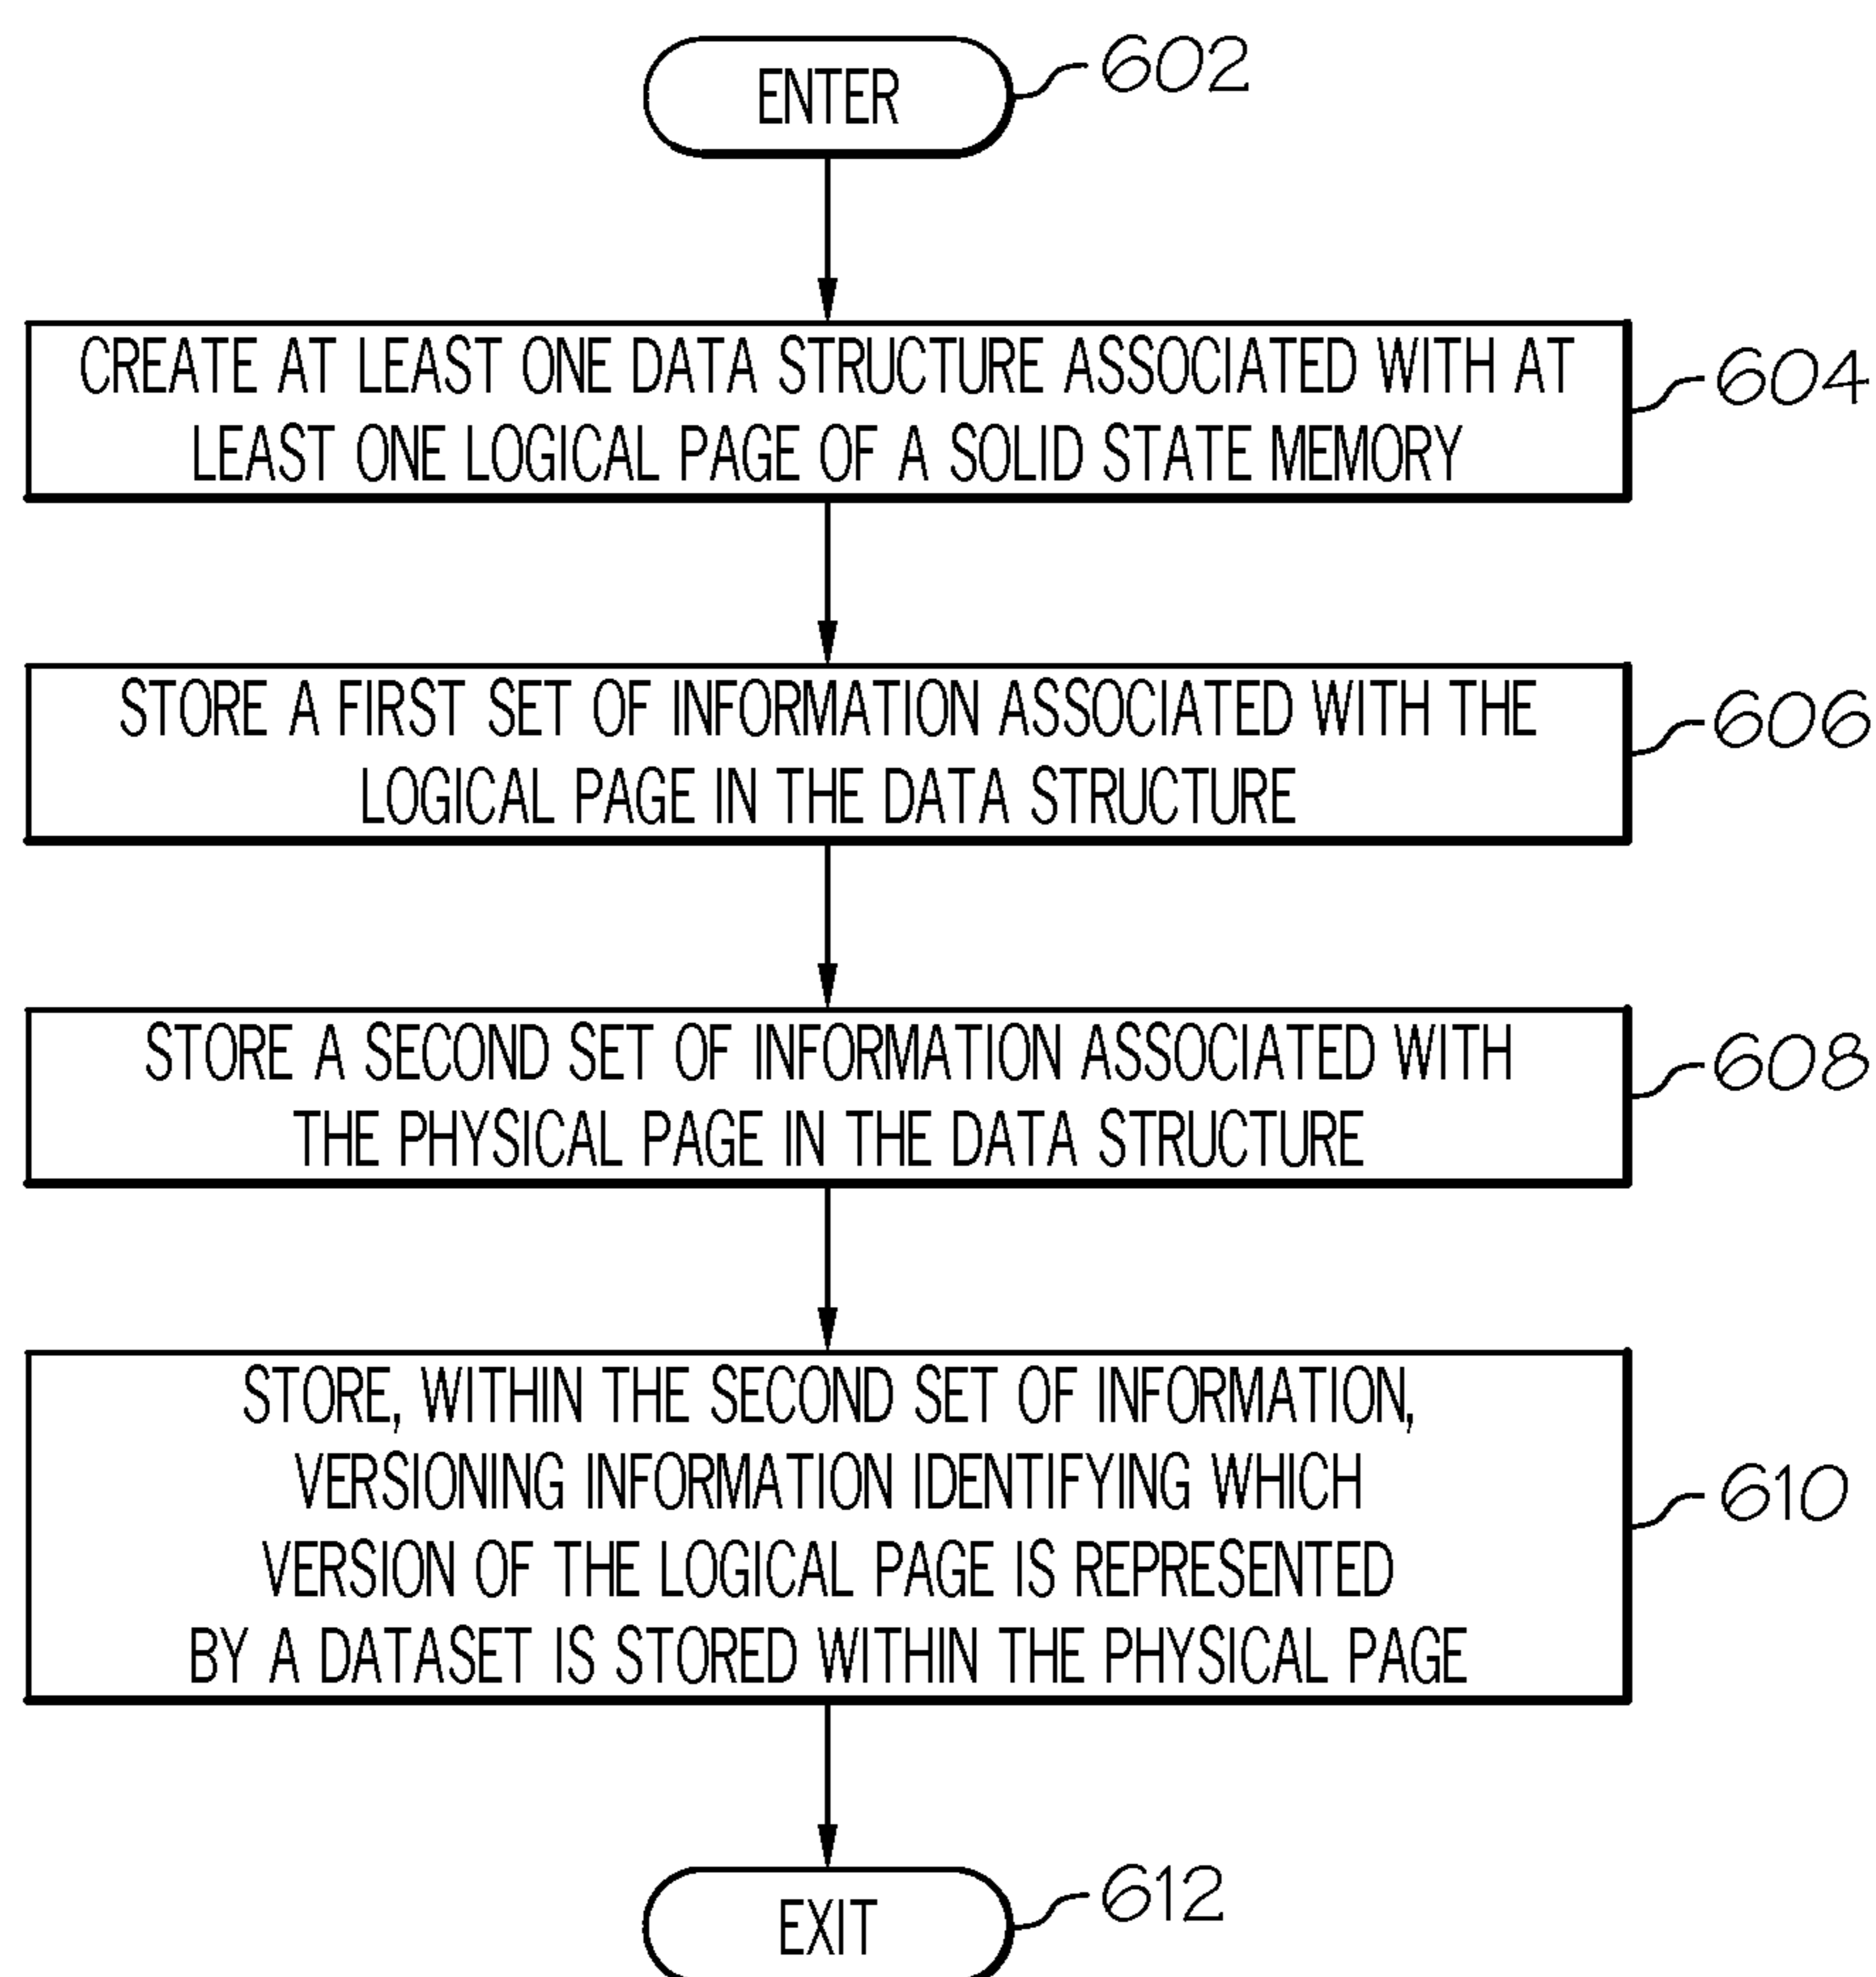 ENTER
602
CREATE AT LEAST ONE DATA STRUCTURE ASSOCIATED WITH AT
LEAST ONE LOGICAL PAGE OF A SOLID STATE MEMORY
604
STORE A FIRST SET OF INFORMATION ASSOCIATED WITH THE
LOGICAL PAGE IN THE DATA STRUCTURE
606
STORE A SECOND SET OF INFORMATION ASSOCIATED WITH
THE PHYSICAL PAGE IN THE DATA STRUCTURE
608
STORE, WITHIN THE SECOND SET OF INFORMATION,
VERSIONING INFORMATION IDENTIFYING WHICH
VERSION OF THE LOGICAL PAGE IS REPRESENTED
BY A DATASET IS STORED WITHIN THE PHYSICAL PAGE
610
EXIT
612